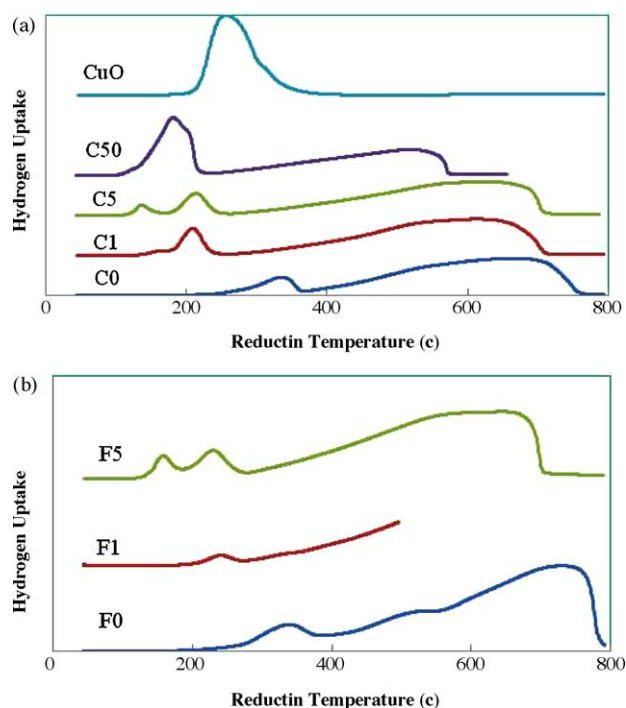 (a)
CuO
C50
C5
C1
C0
Hydrogen Uptake
0 200 400 600 800
Reductin Temperature (c)
(b)
F5
F1
F0
Hydrogen Uptake
0 200 400 600 800
Reductin Temperature (c)